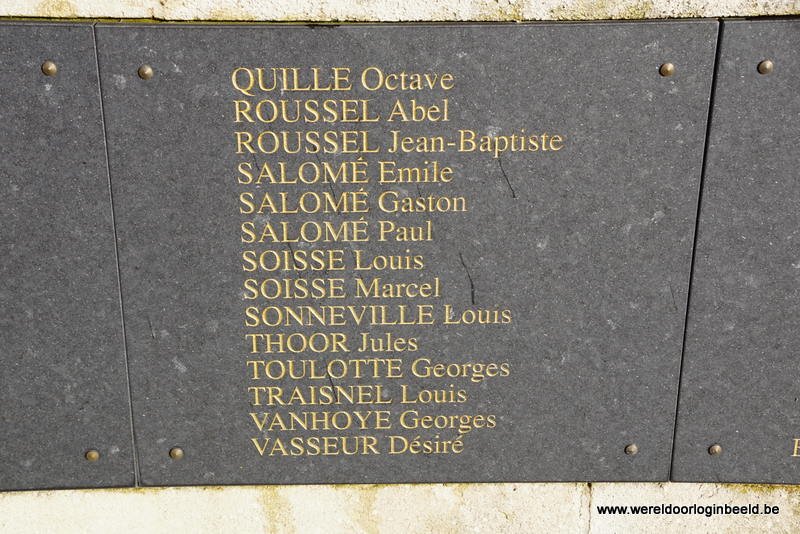 QUILLE Octave
ROUSSEL Abel
ROUSSEL Jean-Baptiste
SALOMÉ Emile
SALOMÉ Gaston
SALOMÉ Paul
SOISSE Louis
SOISSE Marcel
SONNEVILLE Louis
THOOR Jules
TOULOTTE Georges
TRAISNEL Louis
VANHOYE Georges
VASSEUR Désiré
www.wereldoorloginbeeld.be